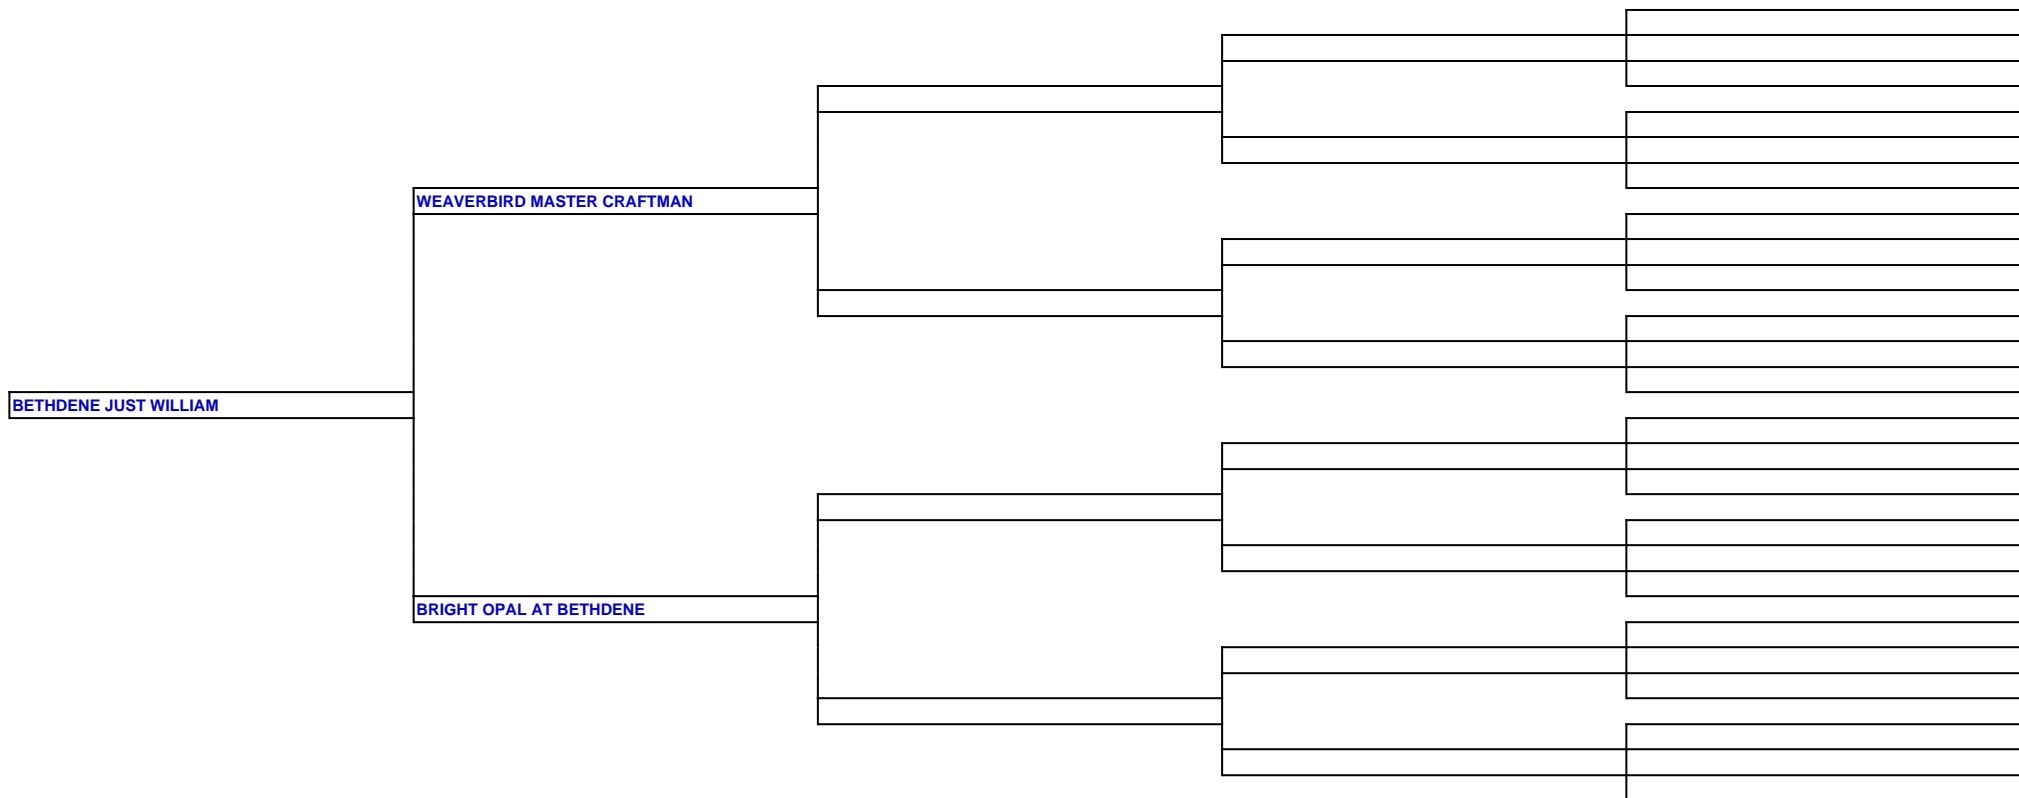 WEAVERBIRD MASTER CRAFTMAN
BETHDENE JUST WILLIAM
BRIGHT OPAL AT BETHDENE